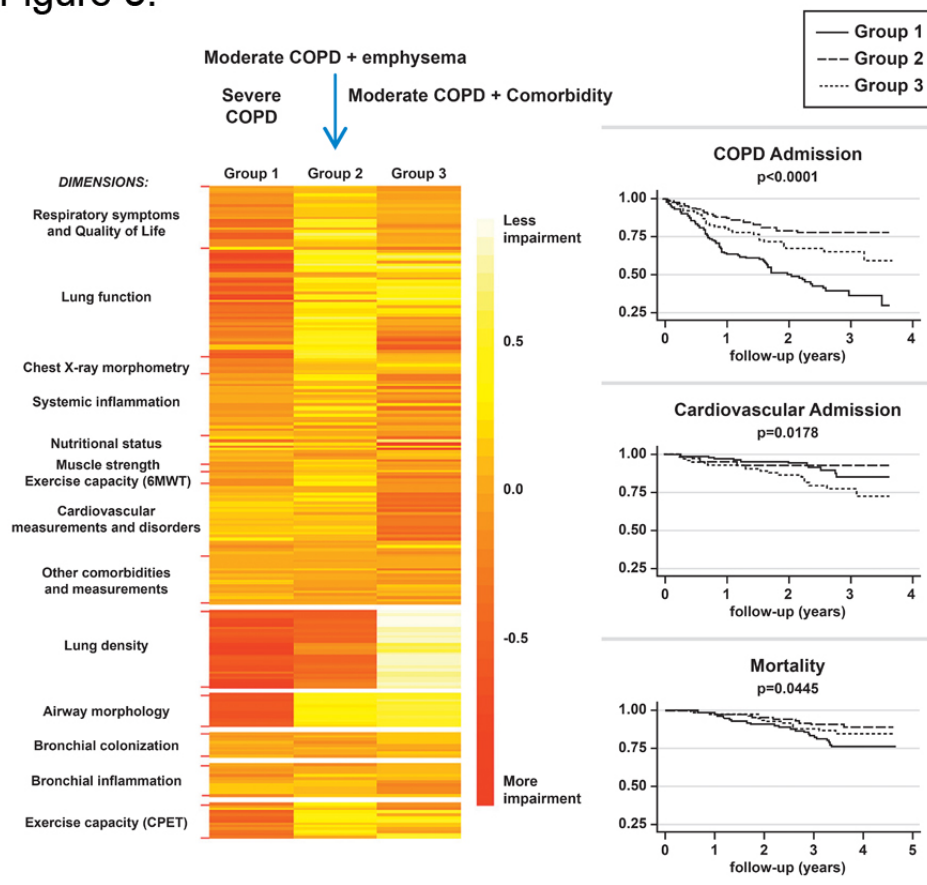 Moderate COPD + emphysema
Severe
COPD
Moderate COPD + Comorbidity
DIMENSIONS:
Group 1
Group 2
Group 3
Respiratory symptoms
and Quality of Life
Lung function
Chest X-ray morphometry
Systemic inflammation
Nutritional status
Muscle strength
Exercise capacity (6MWT)
Cardiovascular
measurements and disorders
Other comorbidities
and measurements
Lung density
Airway morphology
Bronchial colonization
Bronchial inflammation
Exercise capacity (CPET)
Less
impairment
0.5
0.0
-0.5
More
impairment
Group 1
Group 2
Group 3
COPD Admission
p<0.0001
1.00
0.75
0.50
0.25
0 1 2 3 4
follow-up (years)
Cardiovascular Admission
p=0.0178
1.00
0.75
0.50
0.25
0 1 2 3 4
follow-up (years)
Mortality
p=0.0445
1.00
0.75
0.50
0.25
0 1 2 3 4 5
follow-up (years)